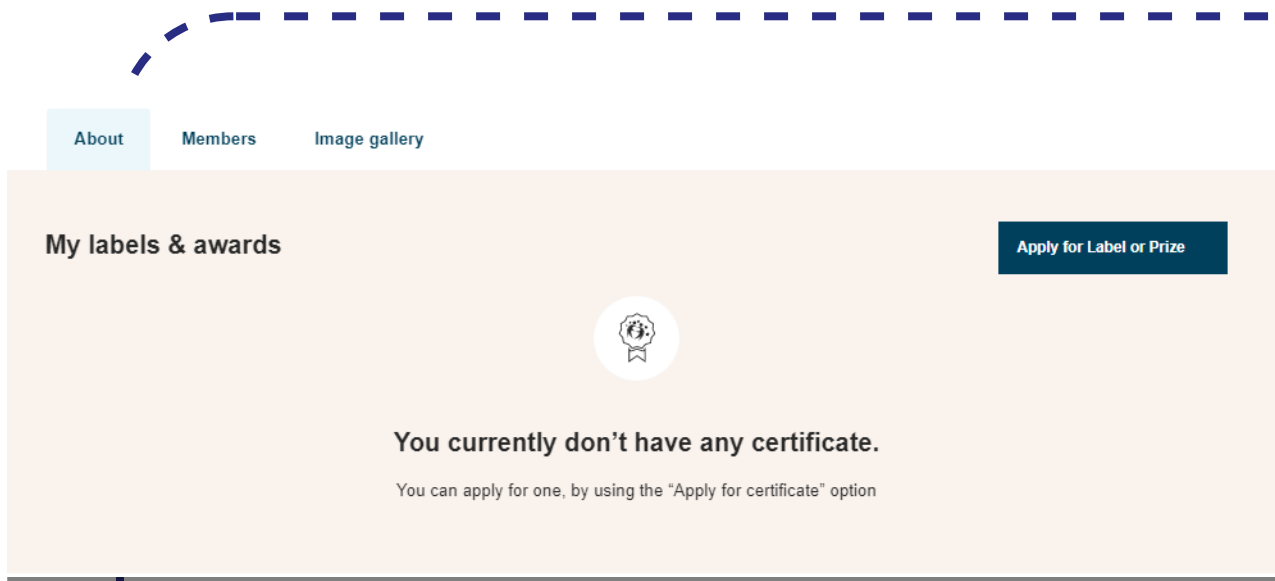 About Members Image gallery
My labels & awards Apply for Label or Prize
You currently don’t have any certificate.
You can apply for one, by using the “Apply for certificate” option